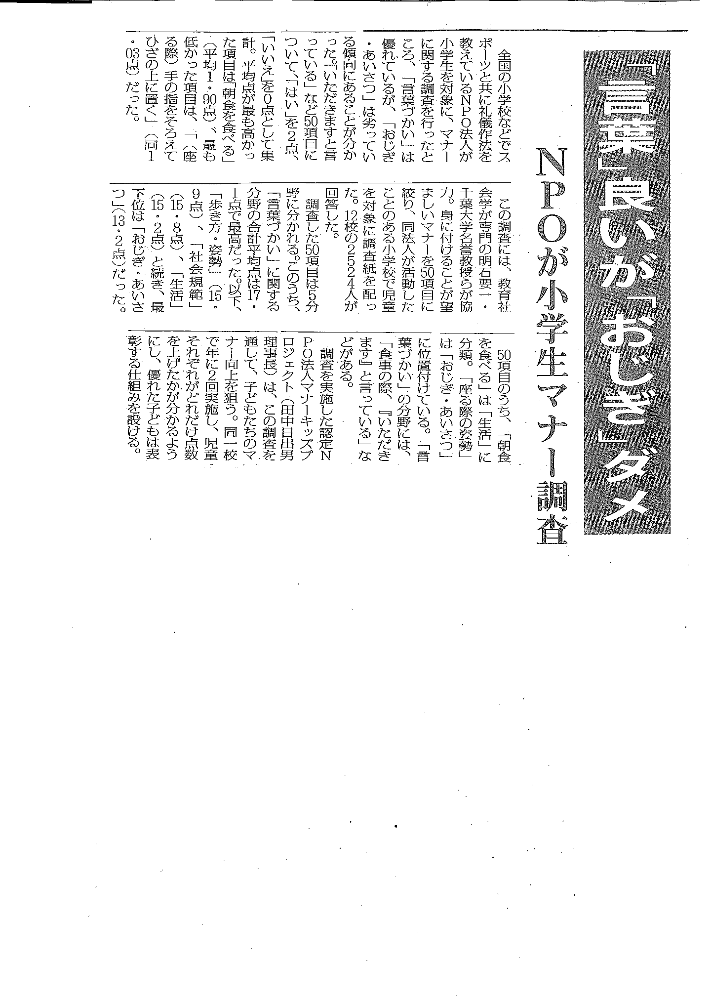 「言葉」良いが「おじぎ」ダメ
NPOが小学生マナー調査
全国の小学校などでス
ポーツと共に礼儀作法を
教えているNPO法人が
小学生を対象に、マナー
に関する調査を行ったと
ころ、「言葉づかい」は
優れているが、「おじぎ
・あいさつ」は劣ってい
る傾向にあることが分か
った。「いただきますと言
っている」など50項目に
ついて、「はい」を2点、
「いいえ」を0点として集
計。平均点が最も高かっ
た項目は「朝食を食べる」
（平均1・90点）、最も
低かった項目は、「（座
る際）手の指をそろえて
ひざの上に置く」（同1
・03点）だった。
この調査には、教育社
会学が専門の明石要一・
千葉大学名誉教授らが協
力。身に付けることが望
ましいマナーを50項目に
絞り、同法人が活動した
ことのある小学校で児童
を対象に調査紙を配っ
た。12校の2524人が
回答した。
調査した50項目は5分
野に分かれる。このうち、
「言葉づかい」に関する
分野の合計平均点は17・
1点で最高だった。以下、
「歩き方・姿勢」（15・
9点）、「社会規範」
（15・8点）、「生活」
（15・2点）と続き、最
下位は「おじぎ・あいさ
つ」（13・2点）だった。
50項目のうち、「朝食
を食べる」は「生活」に
分類。「座る際の姿勢」
は「おじぎ・あいさつ」
に位置付けている。「言
葉づかい」の分野には、
「食事の際、『いただき
ます』と言っている」な
どがある。
調査を実施した認定N
PO法人マナーキッズプ
ロジェクト（田中日出男
理事長）は、この調査を
通して、子どもたちのマ
ナー向上を狙う。同一校
で年に2回実施し、児童
それぞれがどれだけ点数
を上げたかが分かるよう
にし、優れた子どもは表
彰する仕組みを設ける。